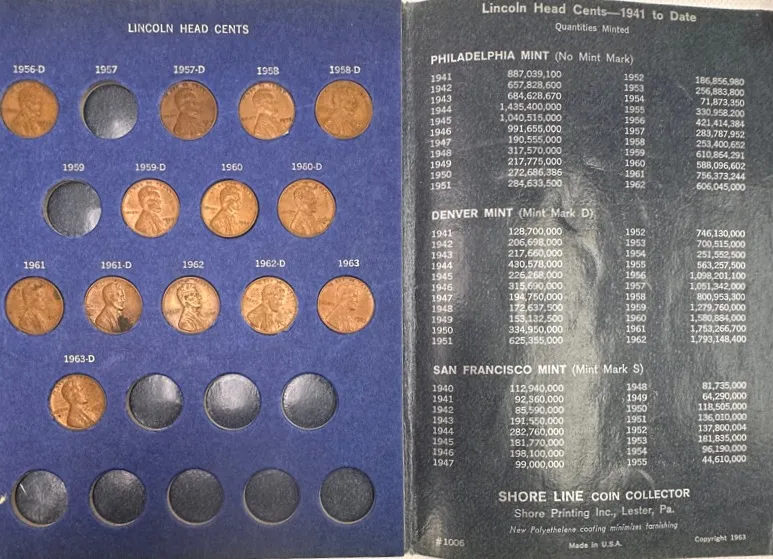 LINCOLN HEAD CENTS
1956-D 1957 1957-D 1958 1958-D
1959 1959-D 1960 1960-D
1961 1961-D 1962 1962-D 1963
1963-D
Lincoln Head Cents—1941 to Date
Quantities Minted
PHILADELPHIA MINT (No Mint Mark)
1941 887,039,100 1952 186,856,980
1942 657,828,600 1953 256,883,800
1943 684,628,670 1954 71,873,350
1944 1,435,400,000 1955 330,958,200
1945 1,040,515,000 1956 421,414,384
1946 991,655,000 1957 283,787,952
1947 190,555,000 1958 253,400,652
1948 317,570,000 1959 610,864,291
1949 217,775,000 1960 588,096,602
1950 272,686,386 1961 756,373,244
1951 284,633,500 1962 606,045,000
DENVER MINT (Mint Mark D)
1941 128,700,000 1952 746,130,000
1942 206,698,000 1953 700,515,000
1943 217,660,000 1954 251,552,500
1944 430,578,000 1955 563,257,500
1945 226,268,000 1956 1,098,201,100
1946 315,690,000 1957 1,051,342,000
1947 194,750,000 1958 800,953,300
1948 172,637,500 1959 1,279,760,000
1949 153,132,500 1960 1,580,884,000
1950 334,950,000 1961 1,753,266,700
1951 625,355,000 1962 1,793,148,400
SAN FRANCISCO MINT (Mint Mark S)
1940 112,940,000 1948 81,735,000
1941 92,360,000 1949 64,290,000
1942 85,590,000 1950 118,505,000
1943 191,550,000 1951 136,010,000
1944 282,760,000 1952 137,800,004
1945 181,770,000 1953 181,835,000
1946 198,100,000 1954 96,190,000
1947 99,000,000 1955 44,610,000
SHORE LINE COIN COLLECTOR
Shore Printing Inc., Lester, Pa.
New Polyethelene coating minimizes tarnishing
#1006 Made in U.S.A. Copyright 1963